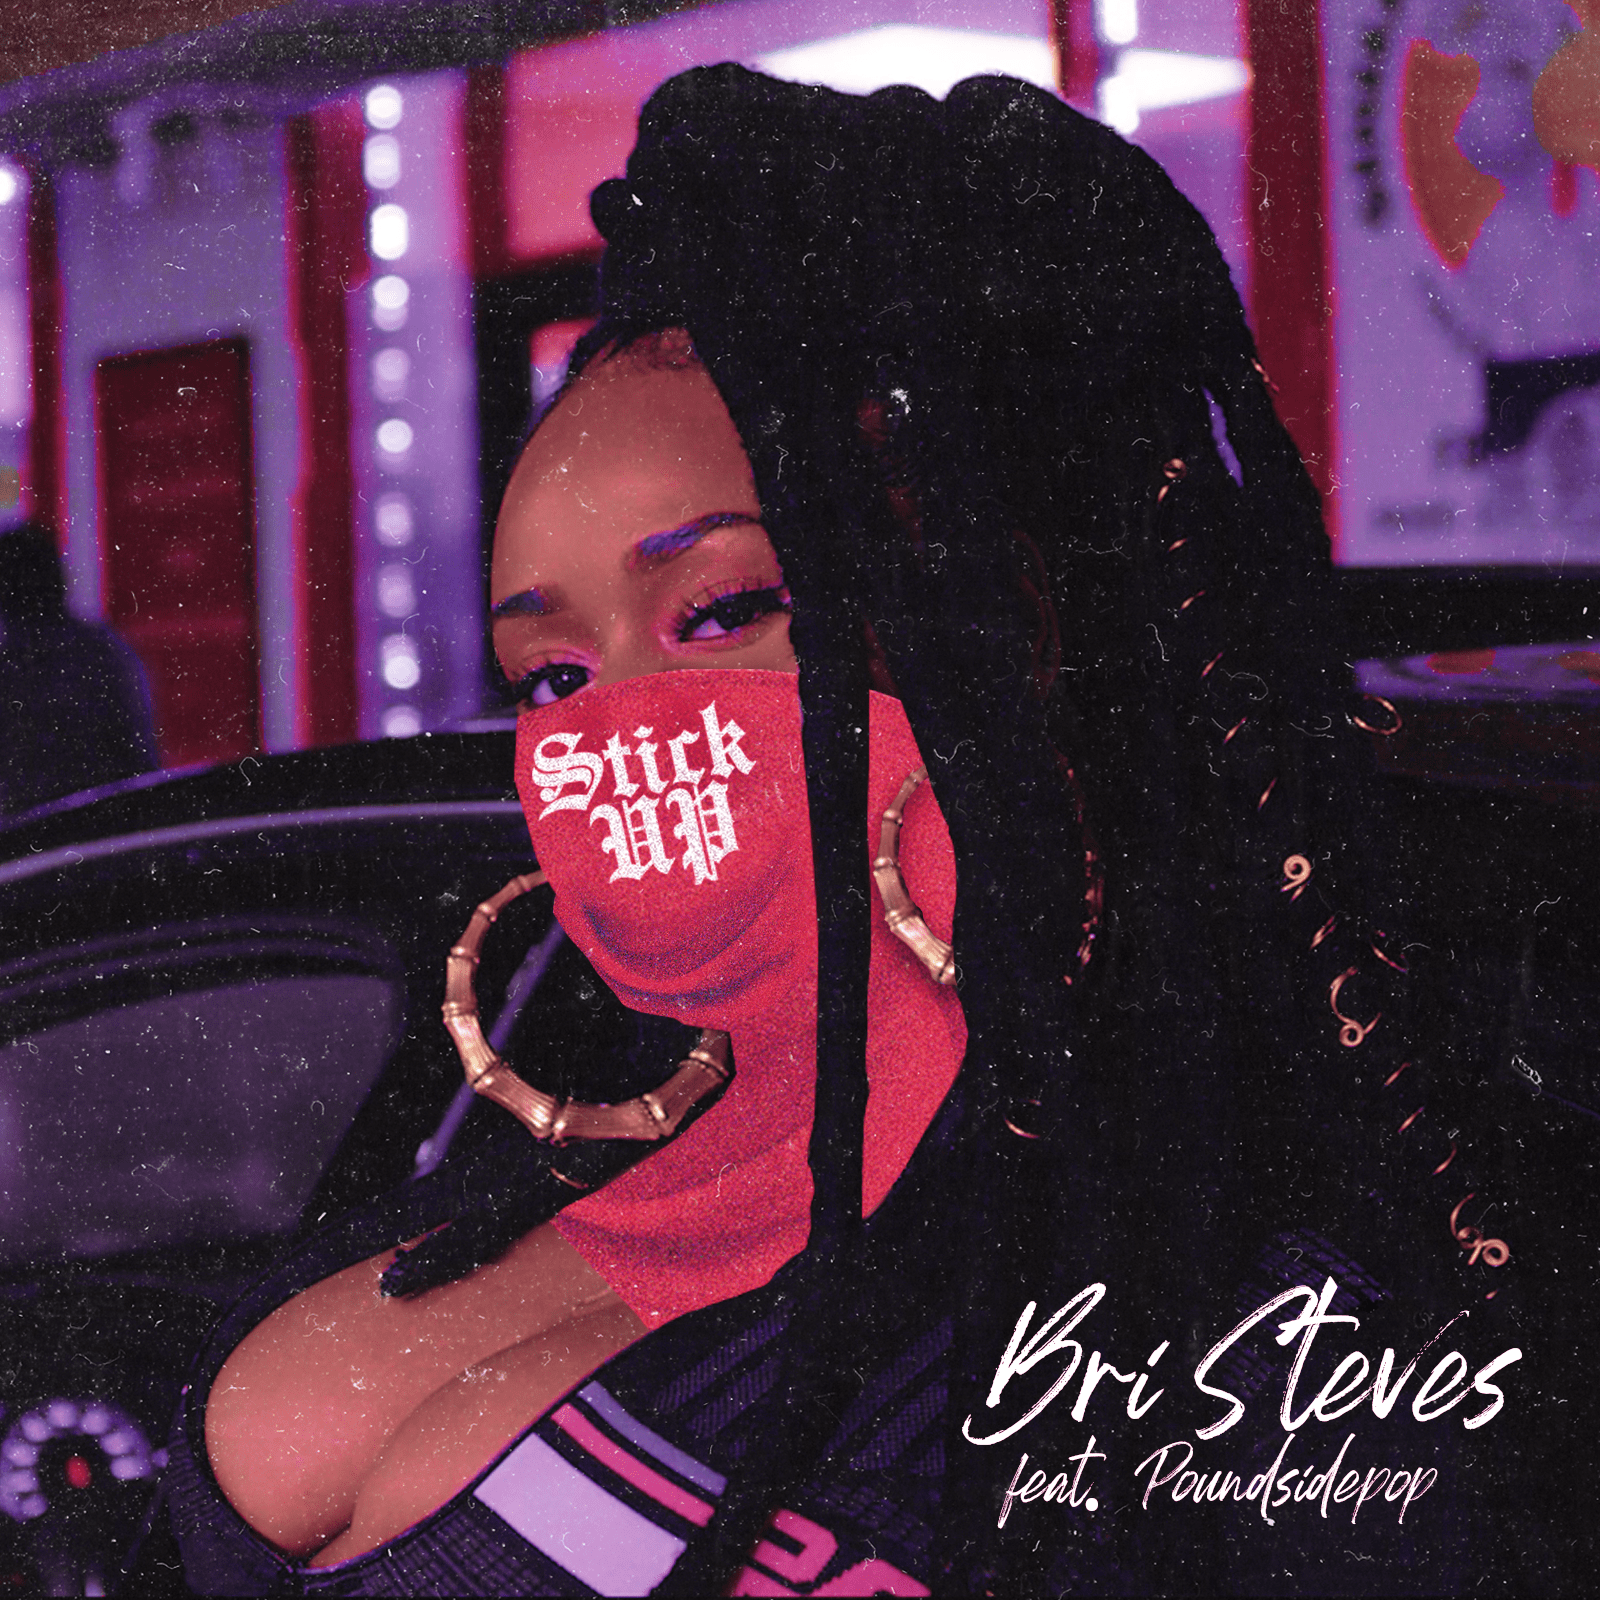 Stick
Up
Bri Steves
feat. Poundsidepop